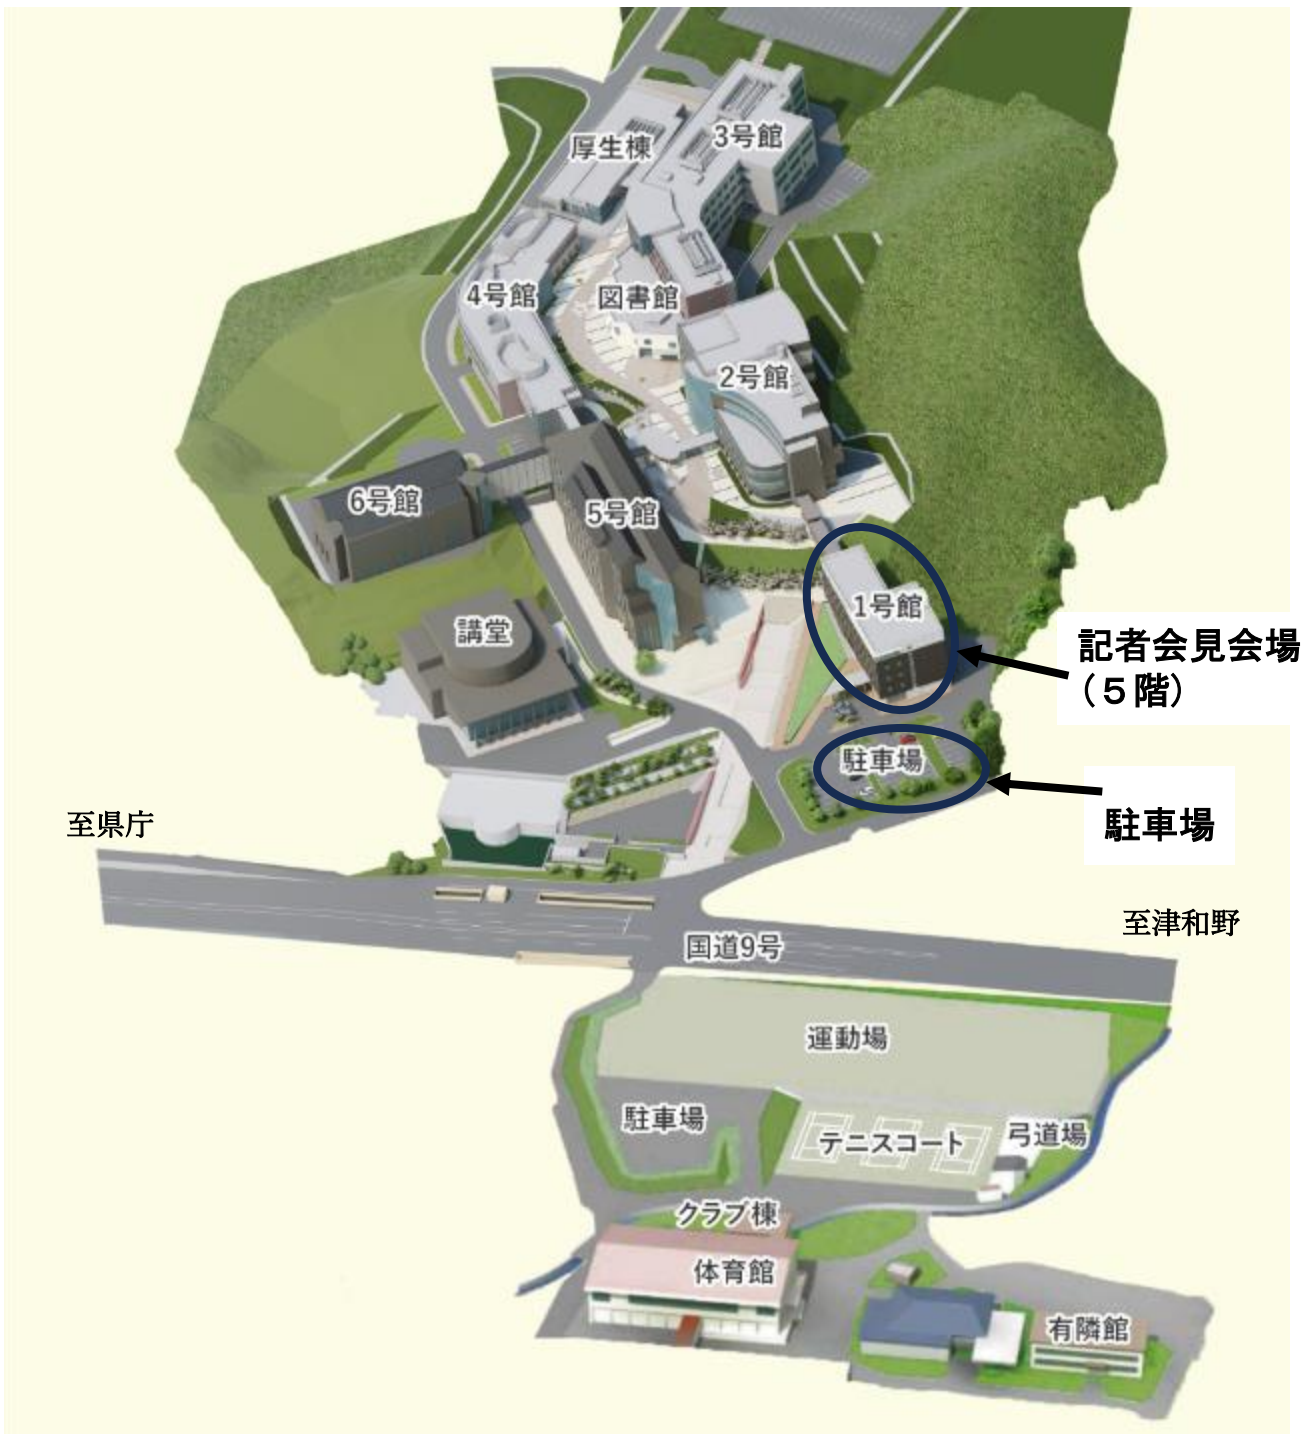 3号館
厚生棟
4号館
図書館
2号館
6号館
5号館
1号館
講堂
記者会見会場
（５階）
駐車場
駐車場
至県庁
至津和野
国道9号
運動場
駐車場
テニスコート
弓道場
クラブ棟
体育館
有隣館